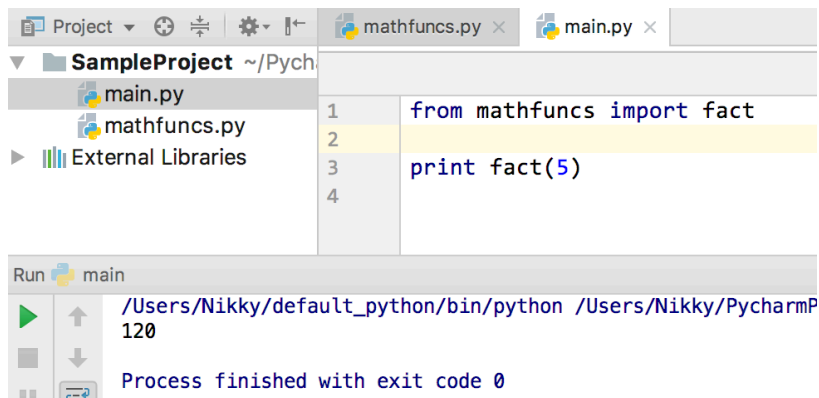 Project
mathfuncs.py
main.py
SampleProject ~/Pych
main.py
mathfuncs.py
External Libraries
1 from mathfuncs import fact
2
3 print fact(5)
4
Run main
/Users/Nikky/default_python/bin/python /Users/Nikky/PycharmP
120
Process finished with exit code 0